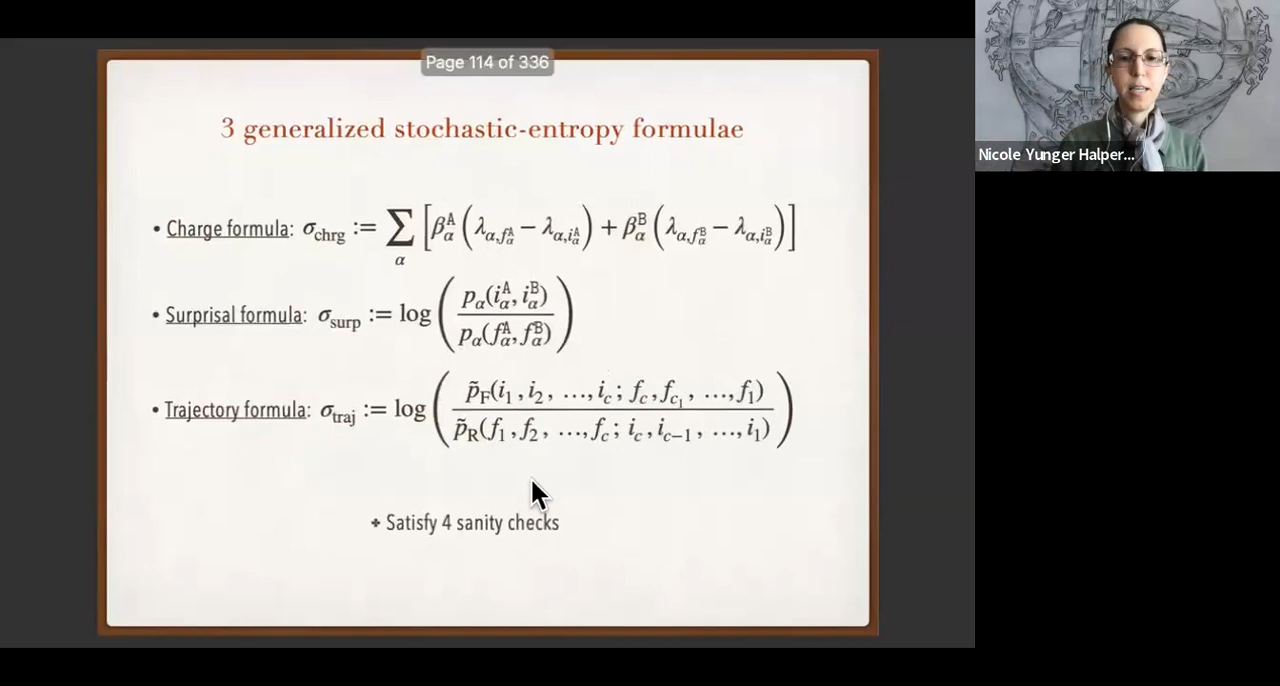 Page 114 of 336
3 generalized stochastic-entropy formulae
• Charge formula: σ_chrg := ∑_α [β_α^A (λ_{α,f_α^A} − λ_{α,i_α^A}) + β_α^B (λ_{α,f_α^B} − λ_{α,i_α^B})]
• Surprisal formula: σ_surp := log (p_α(i_α^A, i_α^B) / p_α(f_α^A, f_α^B))
• Trajectory formula: σ_traj := log (p̃_F(i_1, i_2, …, i_c; f_c, f_{c_1}, …, f_1) / p̃_R(f_1, f_2, …, f_c; i_c, i_{c−1}, …, i_1))
❖ Satisfy 4 sanity checks
Nicole Yunger Halper...